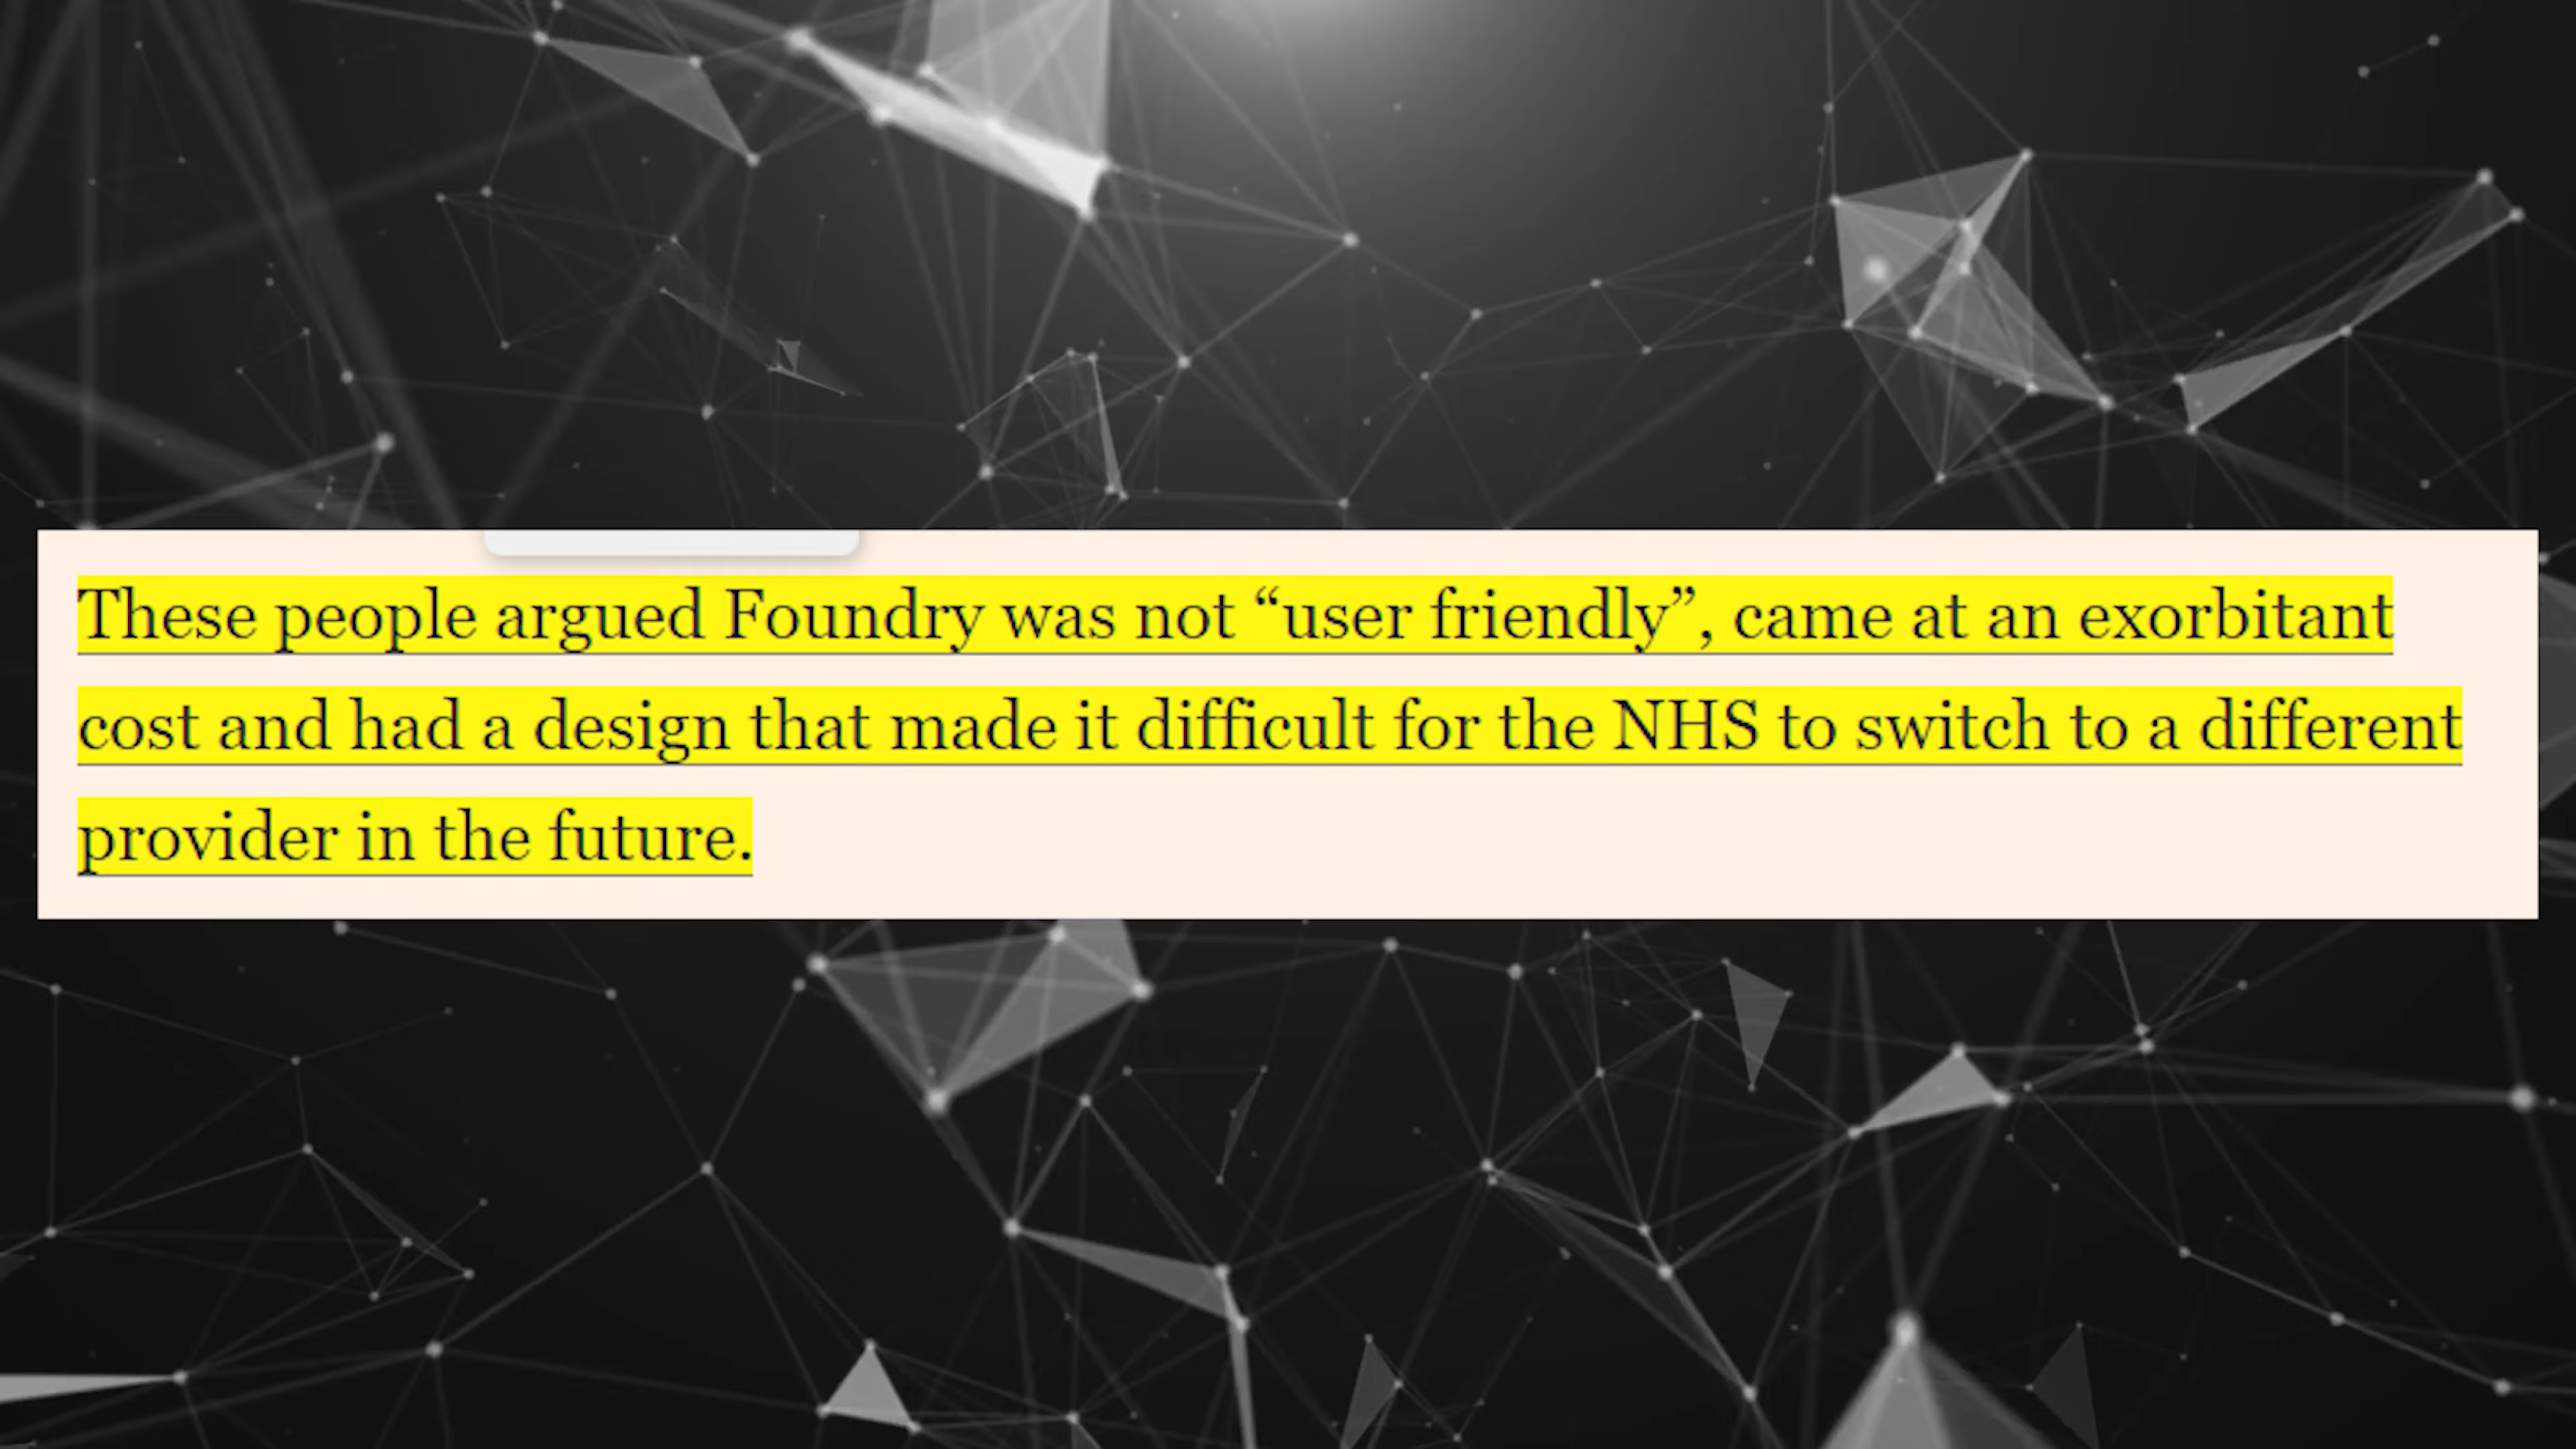 These people argued Foundry was not “user friendly”, came at an exorbitant
cost and had a design that made it difficult for the NHS to switch to a different
provider in the future.